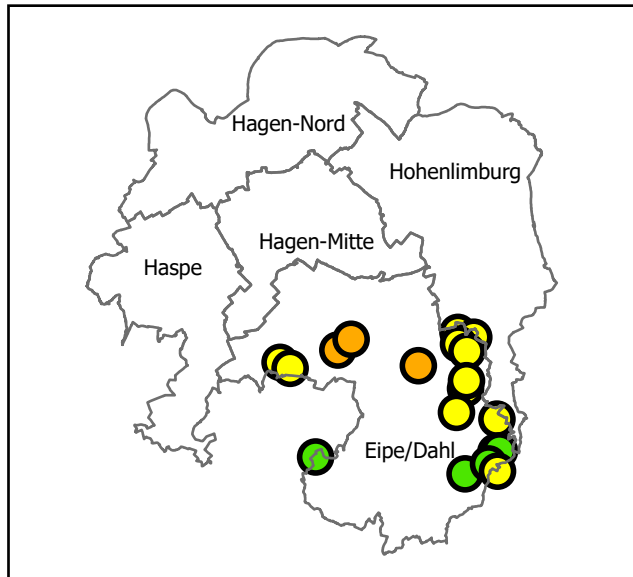 Hagen-Nord
Hohenlimburg
Hagen-Mitte
Haspe
Eipe/Dahl